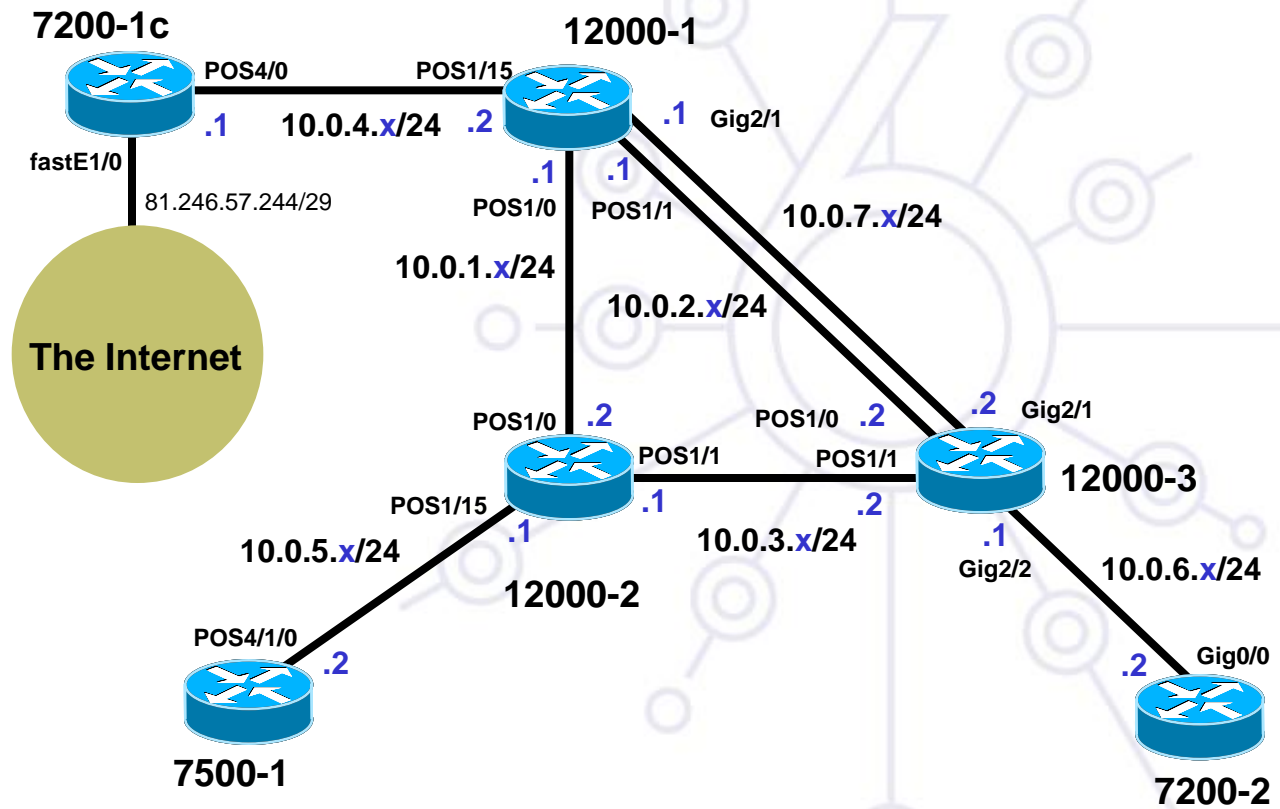 7200-1c
12000-1
POS4/0
POS1/15
.1
10.0.4.x/24
.2
.1
Gig2/1
fastE1/0
81.246.57.244/29
.1
.1
POS1/0
POS1/1
10.0.7.x/24
10.0.1.x/24
10.0.2.x/24
The Internet
POS1/0
.2
POS1/0
.2
.2
Gig2/1
POS1/1
POS1/1
12000-3
POS1/15
.1
.1
.2
.1
10.0.5.x/24
10.0.3.x/24
Gig2/2
10.0.6.x/24
12000-2
POS4/1/0
.2
.2
Gig0/0
7500-1
7200-2